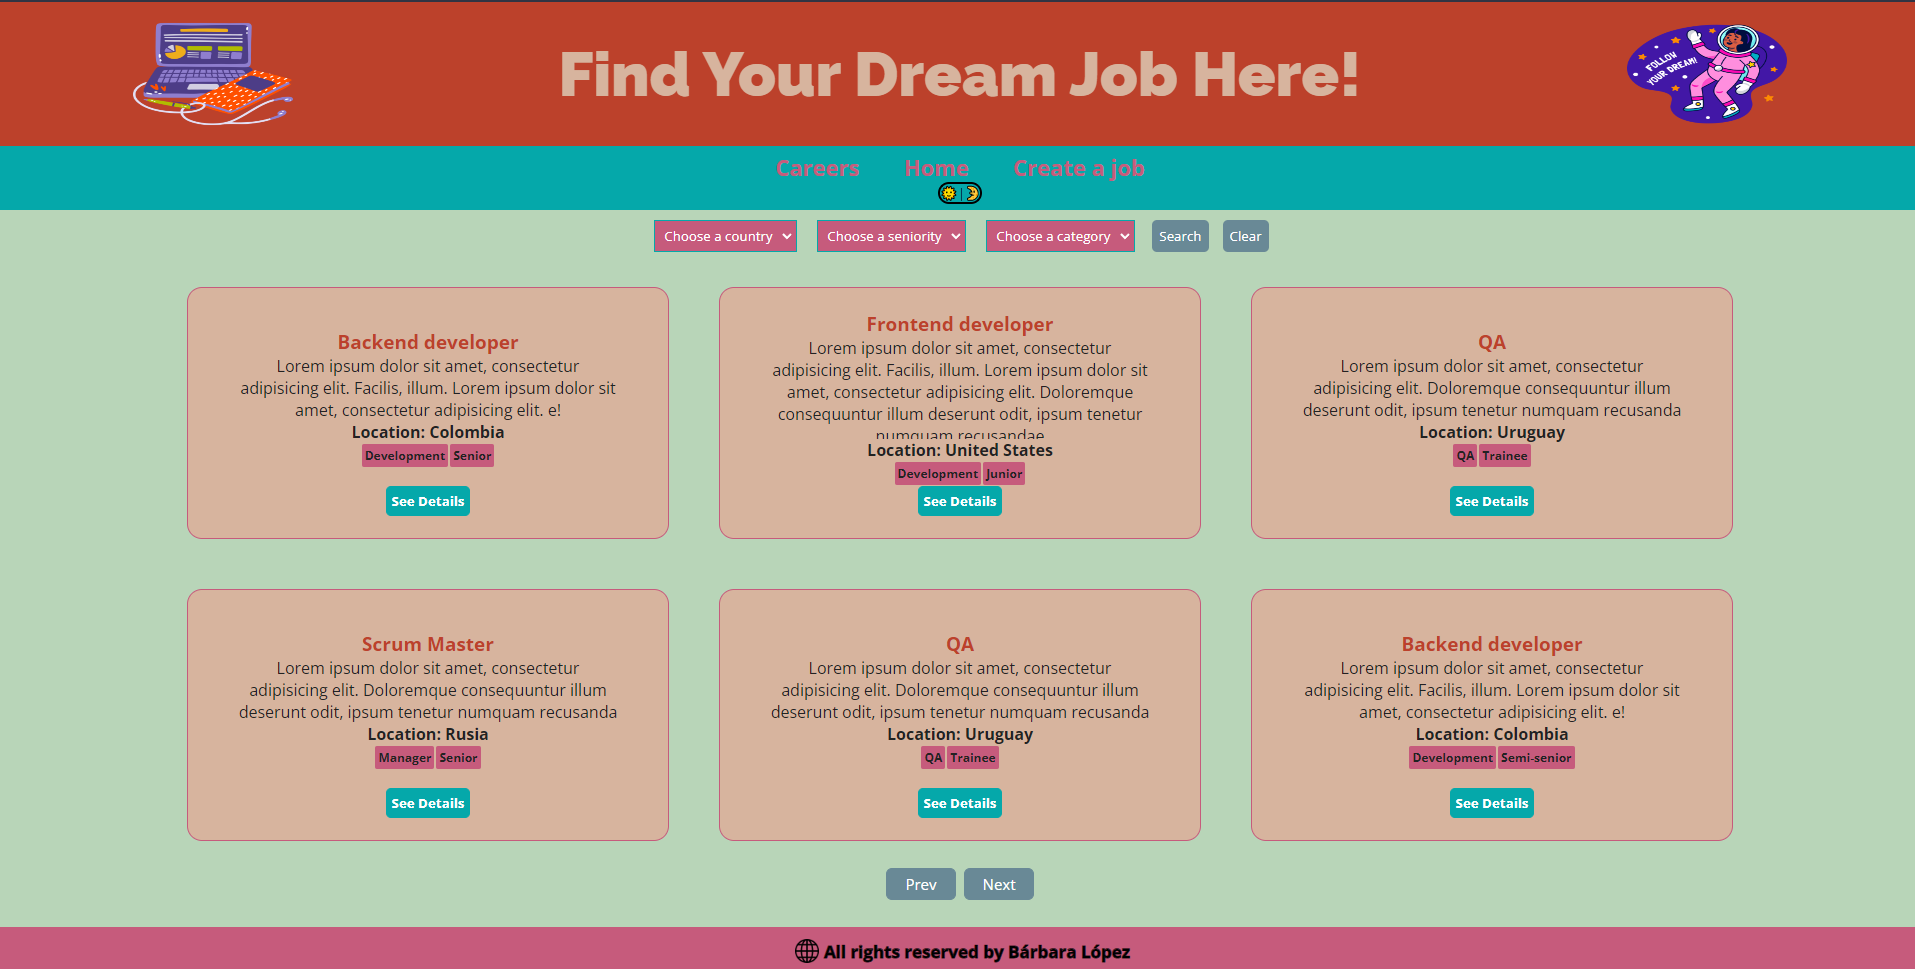 Find Your Dream Job Here!
FOLLOW
YOUR DREAM!
Careers Home Create a job
Choose a country Choose a seniority Choose a category Search Clear
Backend developer
Lorem ipsum dolor sit amet, consectetur
adipisicing elit. Facilis, illum. Lorem ipsum dolor sit
amet, consectetur adipisicing elit. e!
Location: Colombia
Development Senior
See Details
Frontend developer
Lorem ipsum dolor sit amet, consectetur
adipisicing elit. Facilis, illum. Lorem ipsum dolor sit
amet, consectetur adipisicing elit. Doloremque
consequuntur illum deserunt odit, ipsum tenetur
numquam recusandae
Location: United States
Development Junior
See Details
QA
Lorem ipsum dolor sit amet, consectetur
adipisicing elit. Doloremque consequuntur illum
deserunt odit, ipsum tenetur numquam recusanda
Location: Uruguay
QA Trainee
See Details
Scrum Master
Lorem ipsum dolor sit amet, consectetur
adipisicing elit. Doloremque consequuntur illum
deserunt odit, ipsum tenetur numquam recusanda
Location: Rusia
Manager Senior
See Details
QA
Lorem ipsum dolor sit amet, consectetur
adipisicing elit. Doloremque consequuntur illum
deserunt odit, ipsum tenetur numquam recusanda
Location: Uruguay
QA Trainee
See Details
Backend developer
Lorem ipsum dolor sit amet, consectetur
adipisicing elit. Facilis, illum. Lorem ipsum dolor sit
amet, consectetur adipisicing elit. e!
Location: Colombia
Development Semi-senior
See Details
Prev Next
All rights reserved by Bárbara López